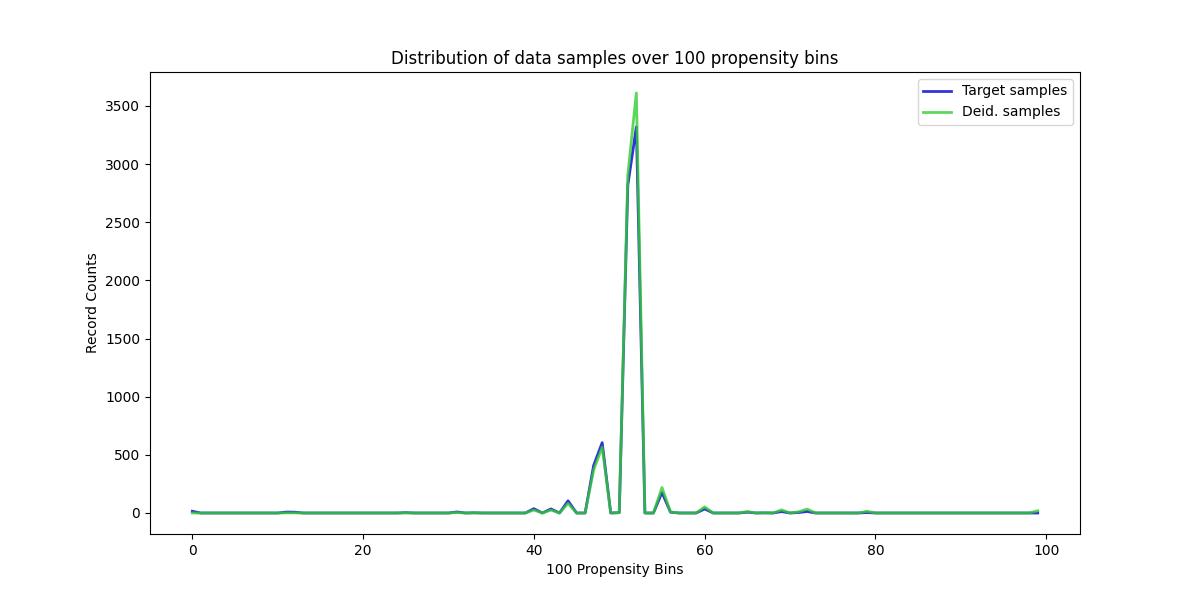 Distribution of data samples over 100 propensity bins
Target samples
Deid. samples
3500
3000
2500
2000
1500
1000
500
0
Record Counts
0 20 40 60 80 100
100 Propensity Bins